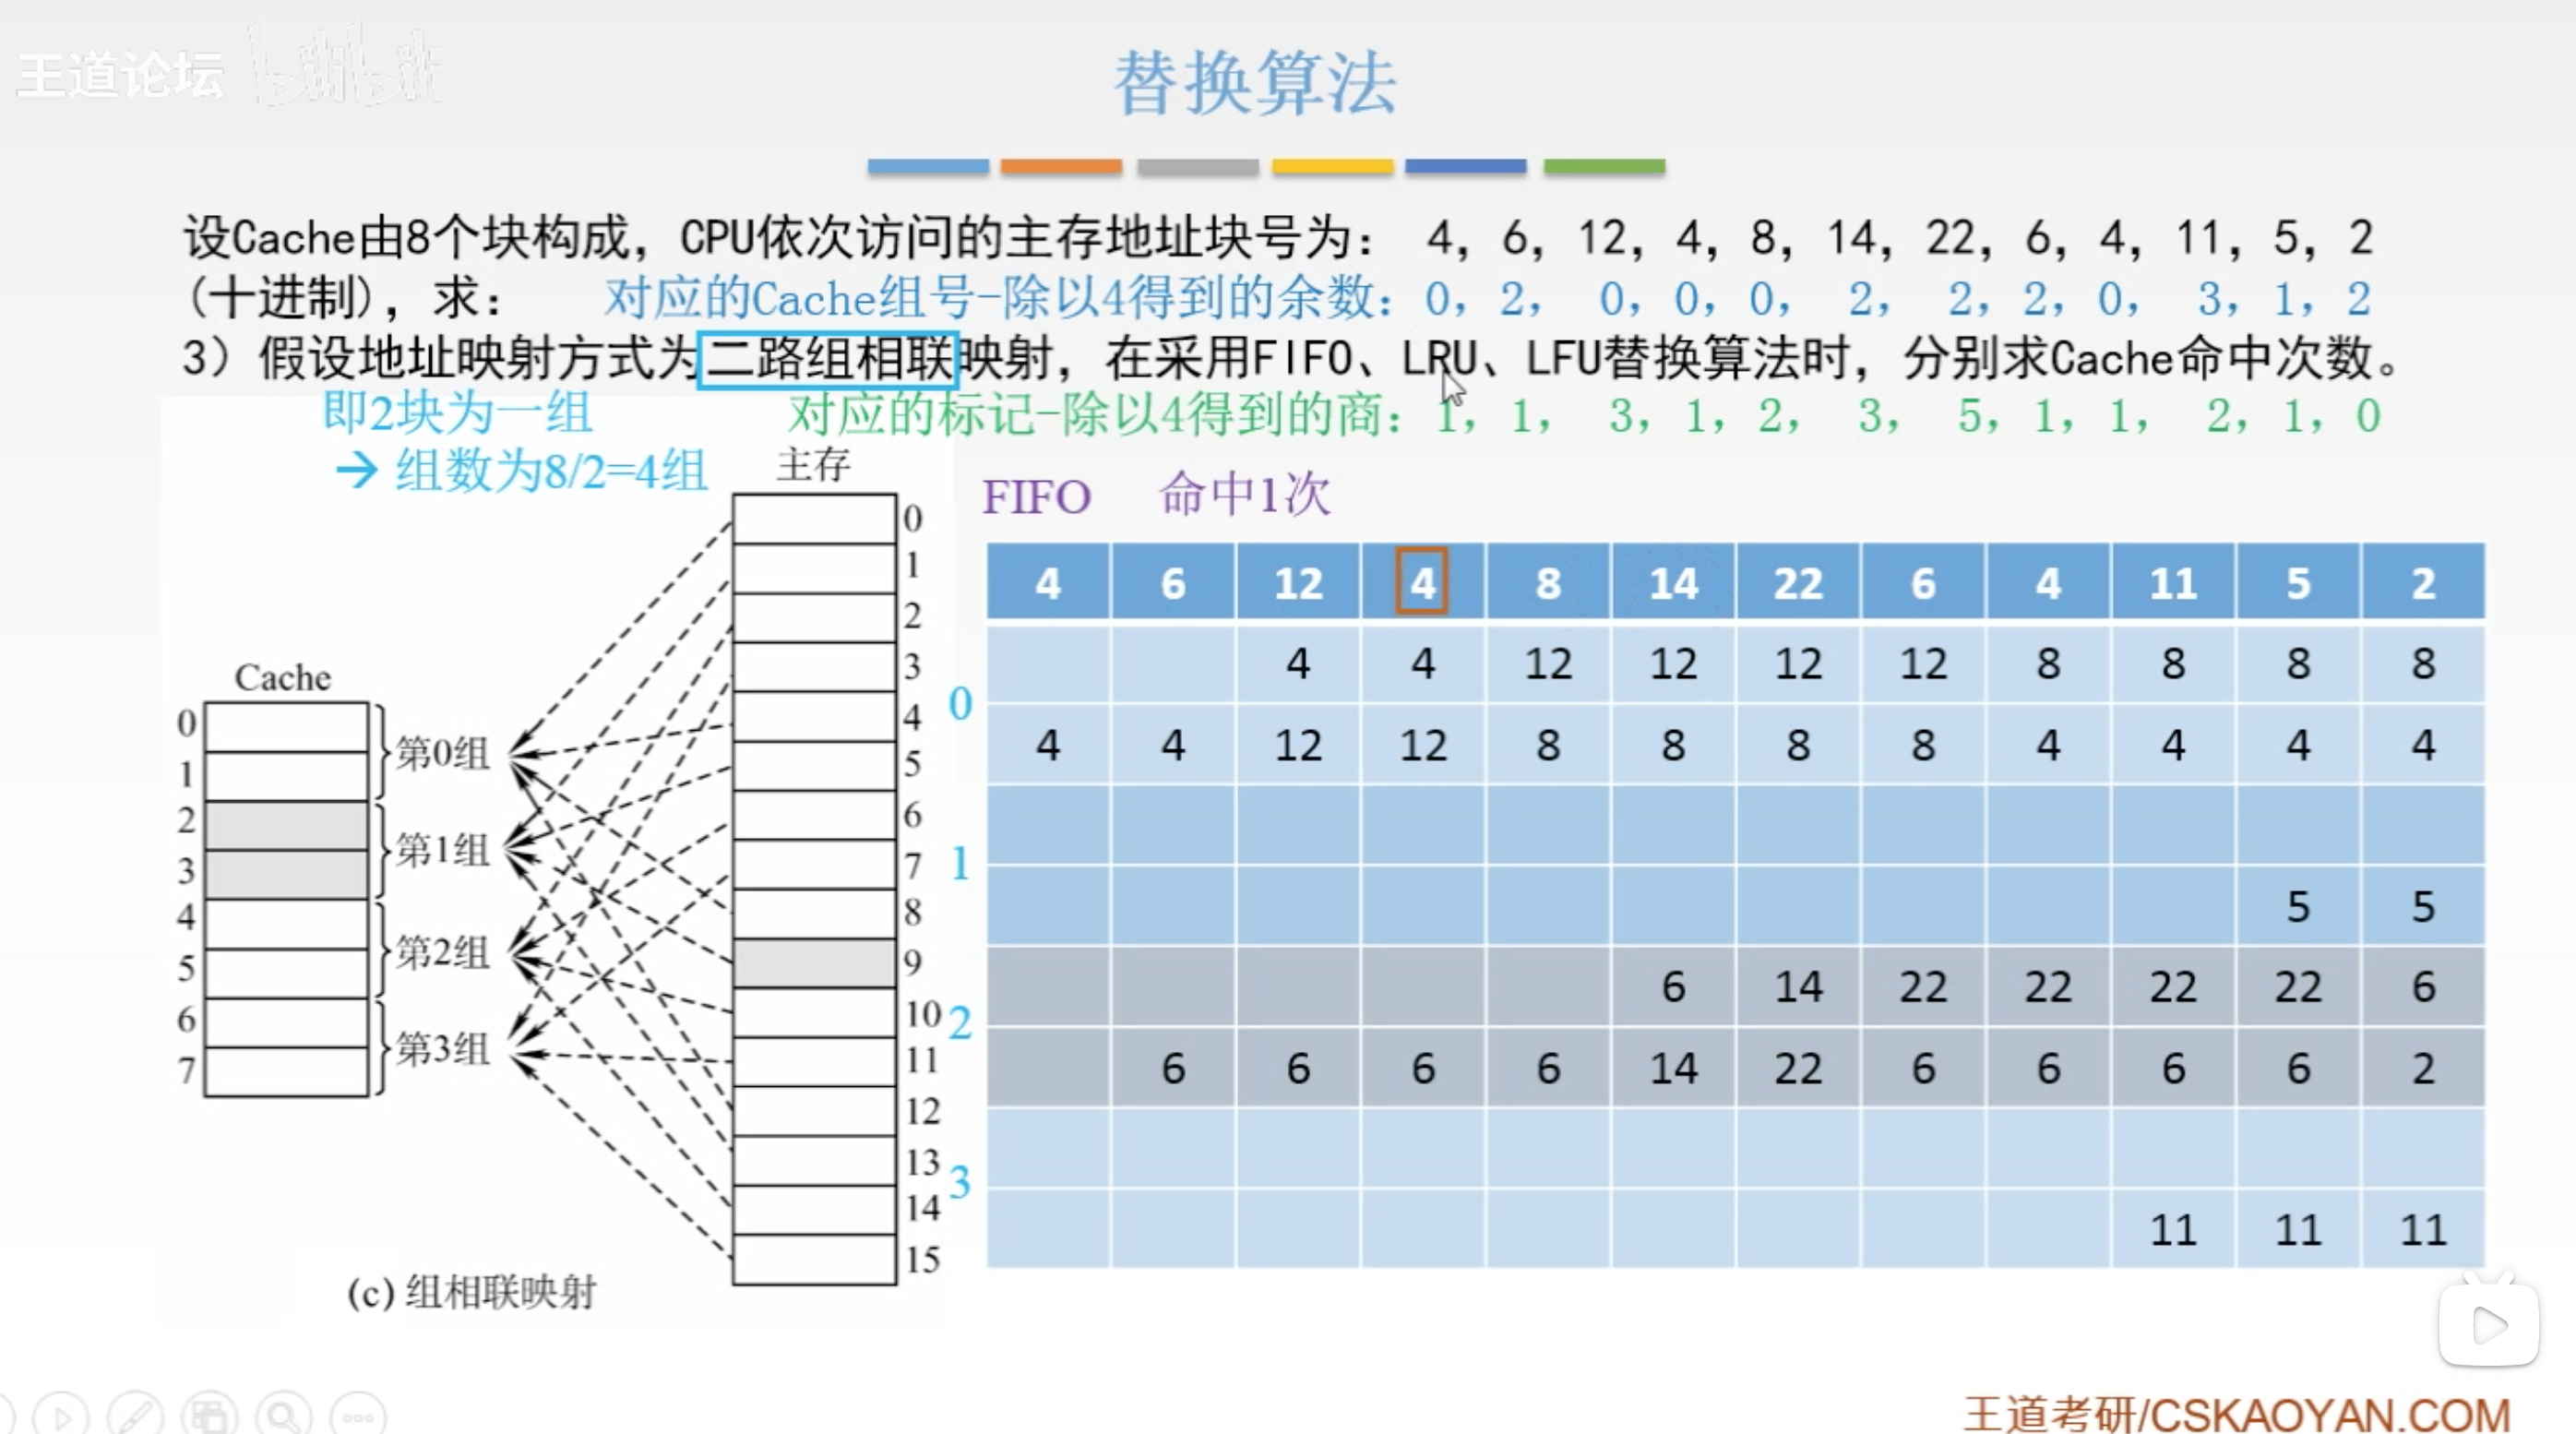 王道论坛 bilibili
替换算法
设Cache由8个块构成，CPU依次访问的主存地址块号为： 4，6，12，4，8，14，22，6，4，11，5，2
(十进制)，求： 对应的Cache组号-除以4得到的余数：0，2，0，0，0，2，2，2，0，3，1，2
3）假设地址映射方式为二路组相联映射，在采用FIFO、LRU、LFU替换算法时，分别求Cache命中次数。
即2块为一组 对应的标记-除以4得到的商：1，1，3，1，2，3，5，1，1，2，1，0
→ 组数为8/2=4组
主存
0
1
2
3
4
5
6
7
8
9
10
11
12
13
14
15
Cache
0
1
2
3
4
5
6
7
第0组
第1组
第2组
第3组
(c) 组相联映射
FIFO 命中1次
4 6 12 4 8 14 22 6 4 11 5 2
4 4 12 12 12 12 8 8 8 8
0
4 4 12 12 8 8 8 8 4 4 4 4
1
5 5
6 14 22 22 22 22 6
2
6 6 6 6 14 22 6 6 6 6 2
3
11 11 11
王道考研/CSKAOYAN.COM